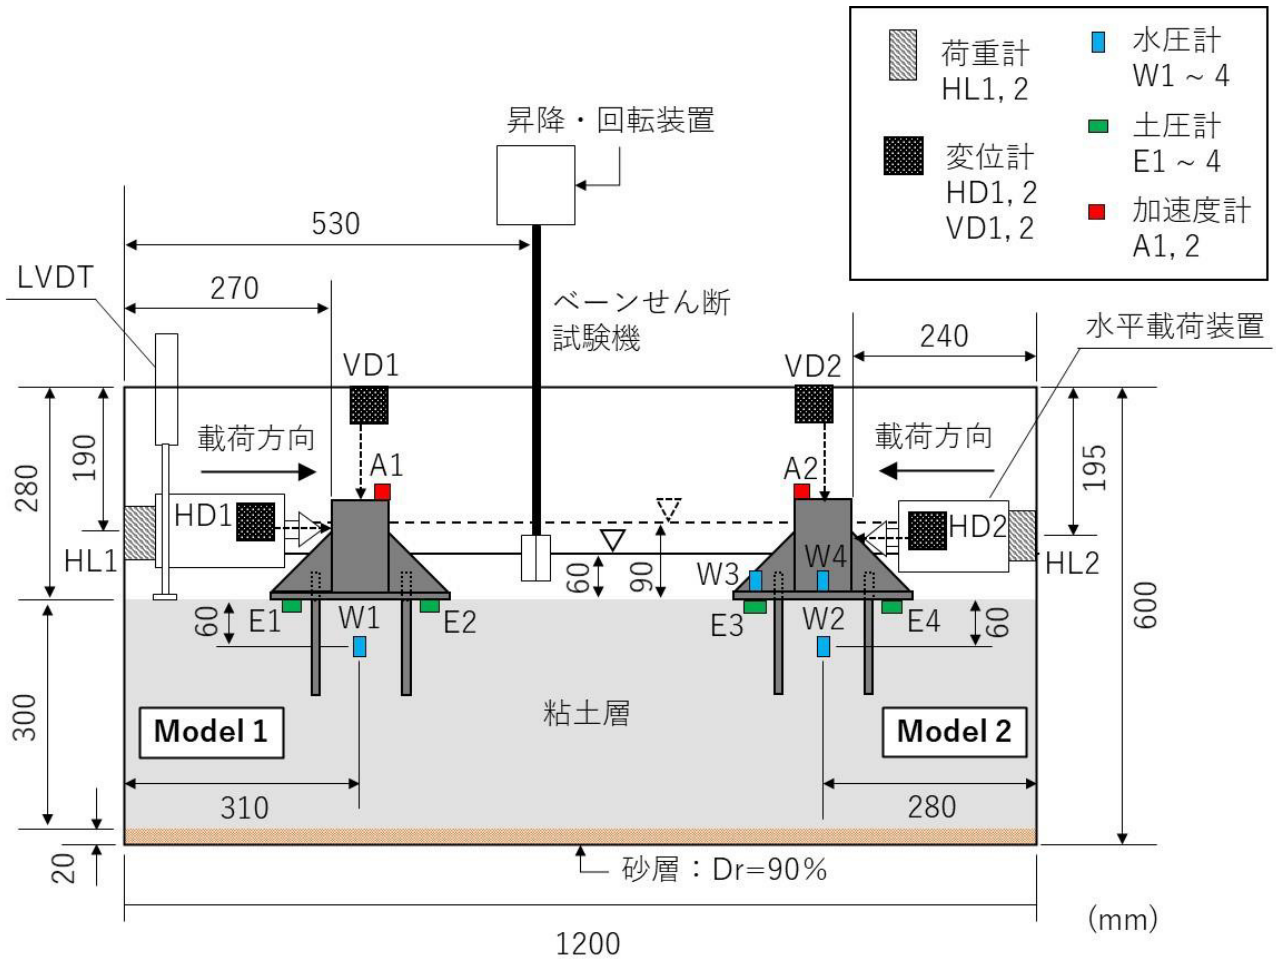 荷重計
HL1, 2
水圧計
W1 ~ 4
変位計
HD1, 2
VD1, 2
土圧計
E1 ~ 4
加速度計
A1, 2
昇降・回転装置
530
LVDT
270
ベーンせん断
試験機
水平載荷装置
240
VD1
VD2
載荷方向
載荷方向
190
280
195
A1
A2
HD1
HD2
HL1
HL2
60
90
W3
W4
60
E1
W1
E2
E3
W2
E4
60
600
300
粘土層
Model 1
Model 2
310
280
20
砂層：Dr=90%
(mm)
1200